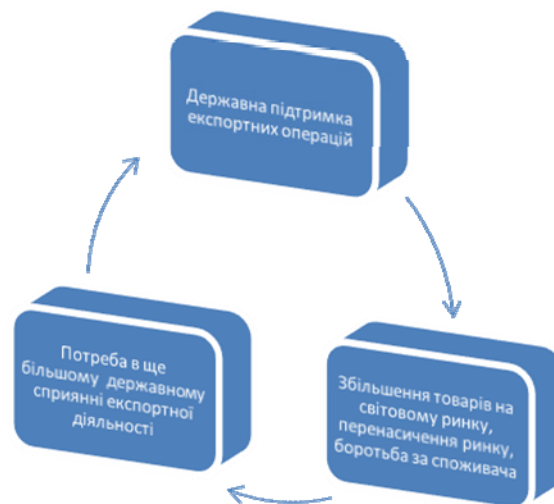 Державна підтримка
експортних операцій
Збільшення товарів на
світовому ринку,
перенасичення ринку,
боротьба за споживача
Потреба в ще
більшому державному
сприянні експортної
діяльності